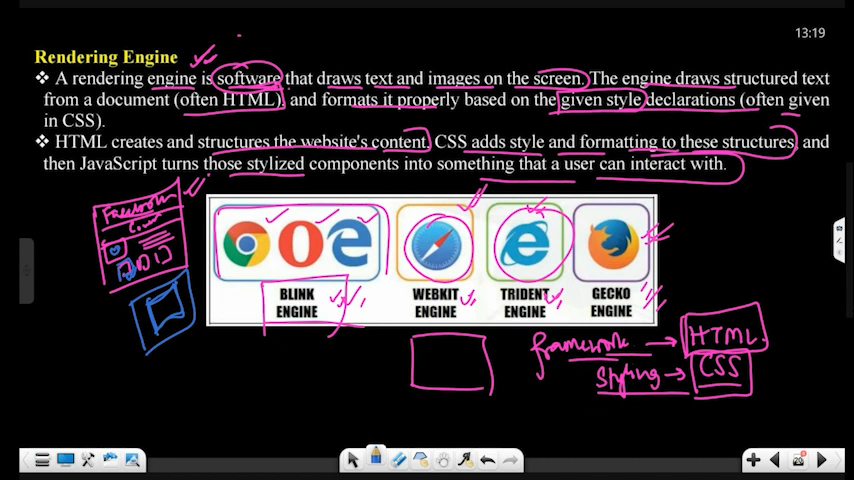 13:19
Rendering Engine
❖ A rendering engine is software that draws text and images on the screen. The engine draws structured text
from a document (often HTML), and formats it properly based on the given style declarations (often given
in CSS).
❖ HTML creates and structures the website's content, CSS adds style and formatting to these structures, and
then JavaScript turns those stylized components into something that a user can interact with.
BLINK ENGINE
WEBKIT ENGINE
TRIDENT ENGINE
GECKO ENGINE
framework → HTML
Styling → CSS